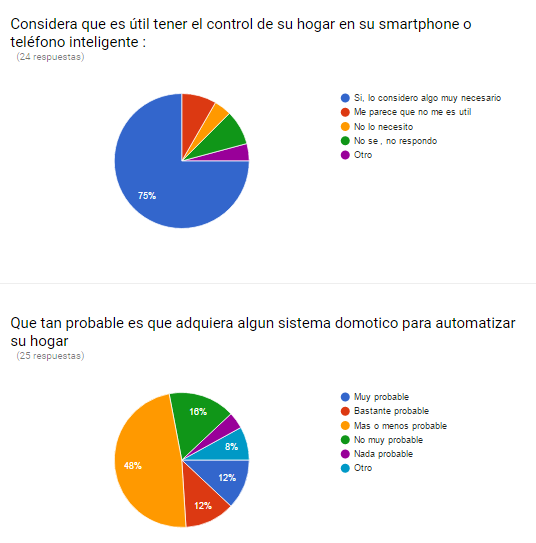 Considera que es útil tener el control de su hogar en su smartphone o
teléfono inteligente :
(24 respuestas)
Si, lo considero algo muy necesario
Me parece que no me es util
No lo necesito
No se , no respondo
Otro
75%
Que tan probable es que adquiera algun sistema domotico para automatizar
su hogar
(25 respuestas)
Muy probable
Bastante probable
Mas o menos probable
No muy probable
Nada probable
Otro
16%
8%
48%
12%
12%